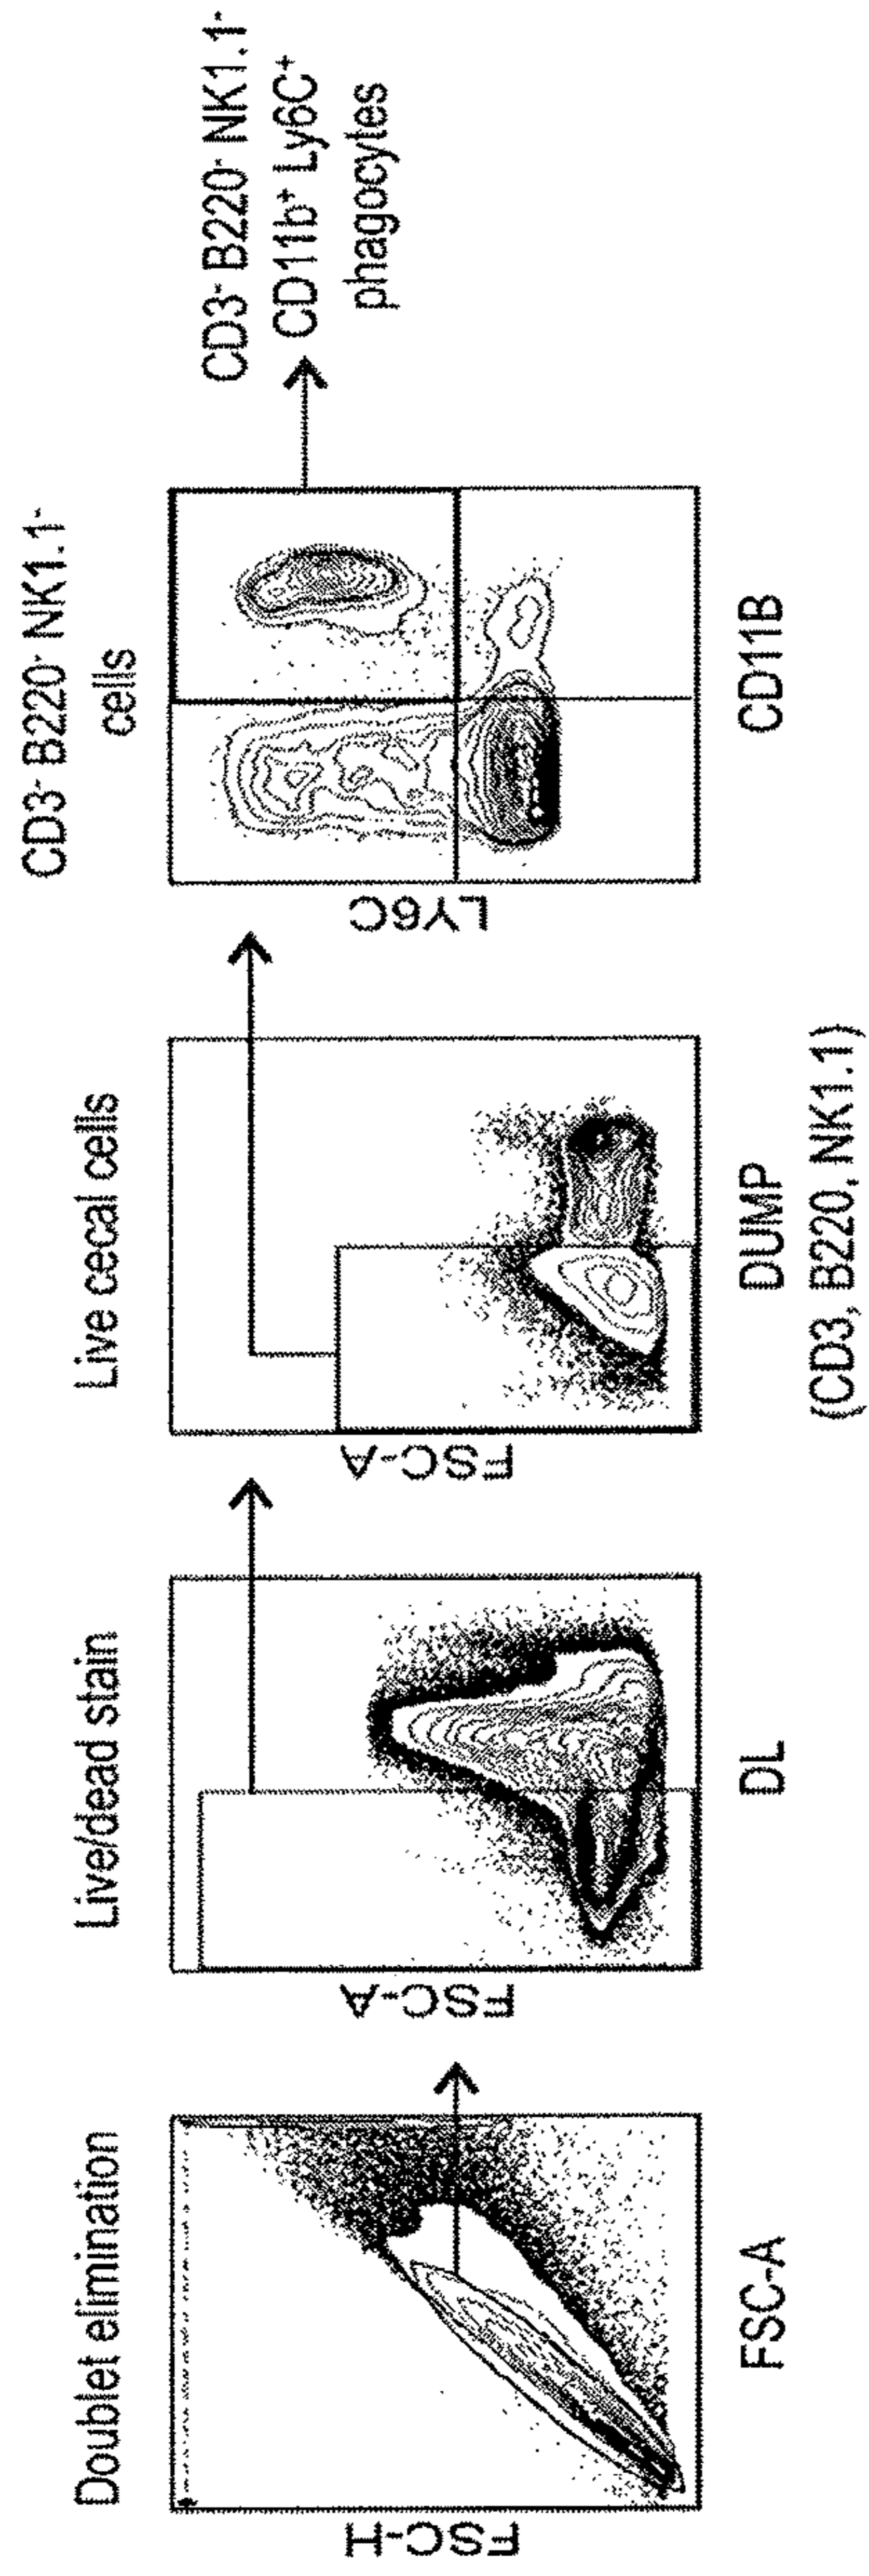 Doublet elimination
FSC-H
FSC-A
Live/dead stain
FSC-A
DL
Live cecal cells
FSC-A
DUMP
(CD3, B220, NK1.1)
CD3⁻ B220⁻ NK1.1⁻
cells
LY6C
CD11B
CD3⁻ B220⁻ NK1.1⁻
CD11b⁺ Ly6C⁺
phagocytes